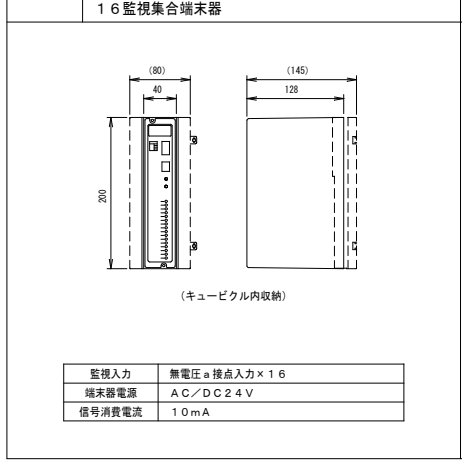 １６監視集合端末器
(80)
40
(145)
128
200
(キュービクル内収納)
監視入力 無電圧ａ接点入力×１６
端末器電源 ＡＣ／ＤＣ２４Ｖ
信号消費電流 １０ｍＡ